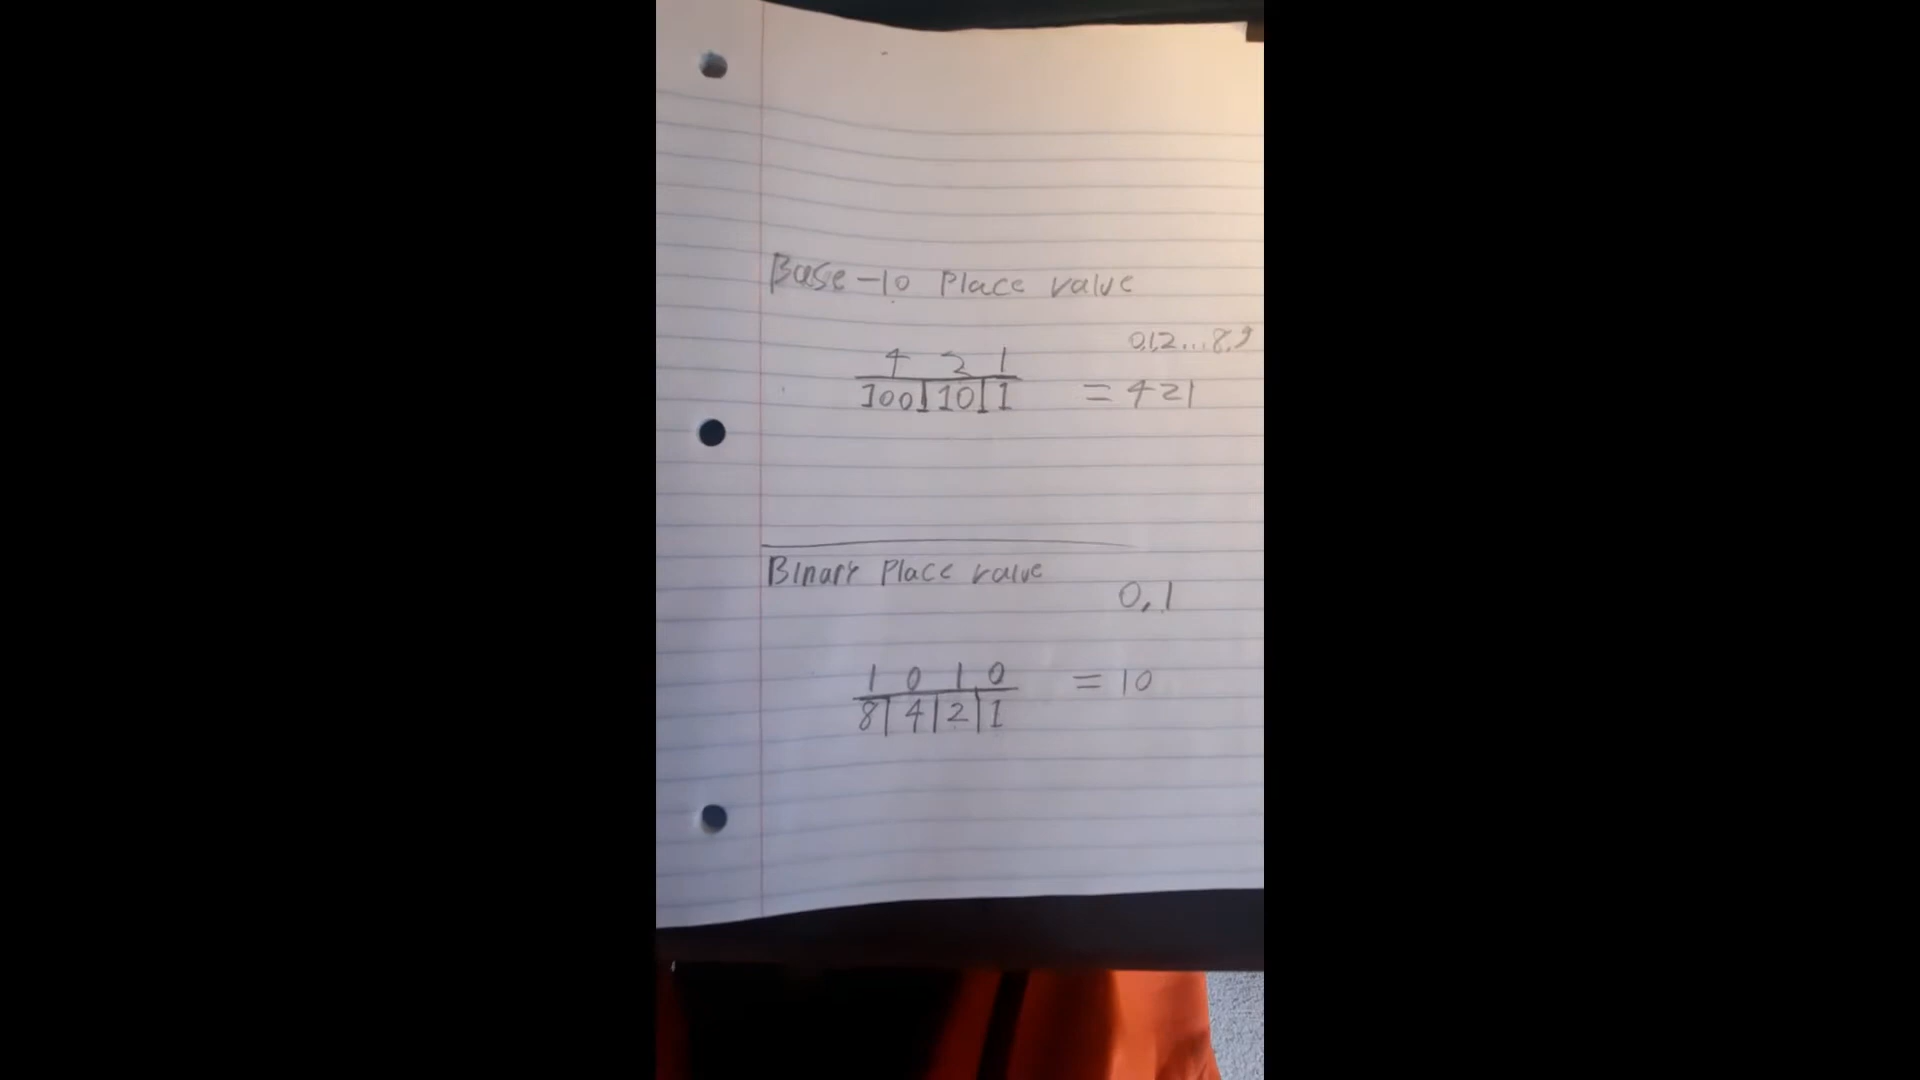 Base-10 Place value
0,1,2...8,9
4 2 1
100|10|1 = 421
Binary Place value
0,1
1 0 1 0 = 10
8|4|2|1